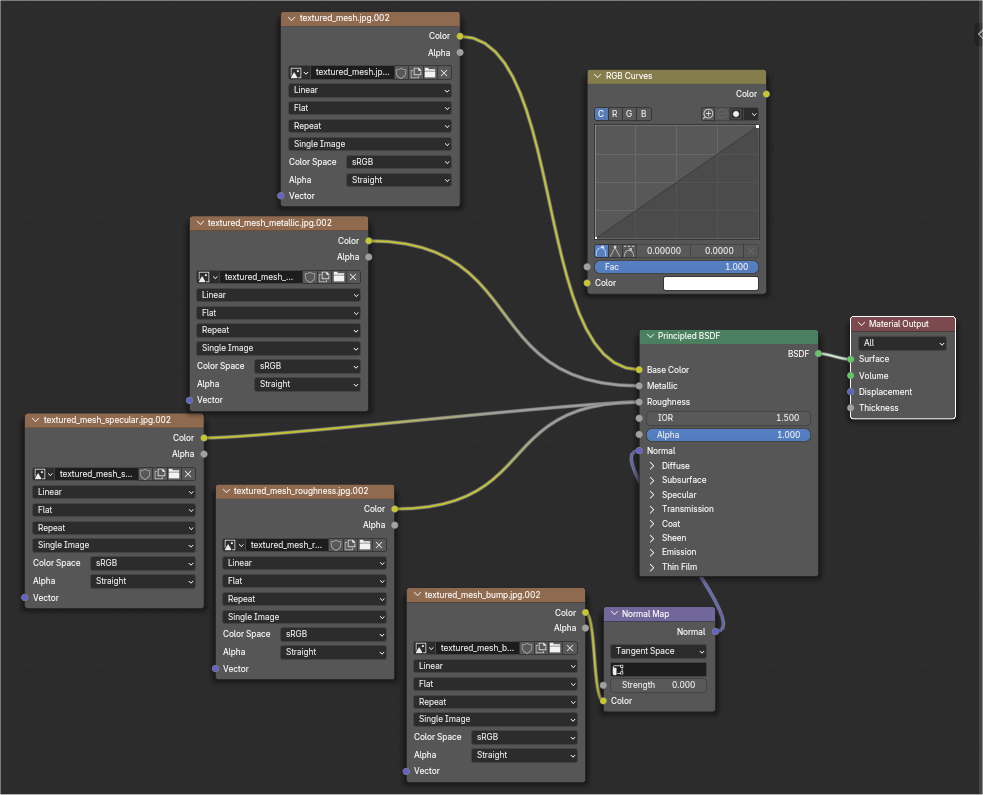 textured_mesh.jpg.002
Color
Alpha
textured_mesh.jp...
Linear
Flat
Repeat
Single Image
Color Space sRGB
Alpha Straight
Vector
RGB Curves
Color
C R G B
0.00000 0.0000
Fac 1.000
Color
textured_mesh_metallic.jpg.002
Color
Alpha
textured_mesh_...
Linear
Flat
Repeat
Single Image
Color Space sRGB
Alpha Straight
Vector
Principled BSDF
BSDF
Base Color
Metallic
Roughness
IOR 1.500
Alpha 1.000
Normal
Diffuse
Subsurface
Specular
Transmission
Coat
Sheen
Emission
Thin Film
Material Output
All
Surface
Volume
Displacement
Thickness
textured_mesh_specular.jpg.002
Color
Alpha
textured_mesh_s...
Linear
Flat
Repeat
Single Image
Color Space sRGB
Alpha Straight
Vector
textured_mesh_roughness.jpg.002
Color
Alpha
textured_mesh_r...
Linear
Flat
Repeat
Single Image
Color Space sRGB
Alpha Straight
Vector
textured_mesh_bump.jpg.002
Color
Alpha
textured_mesh_b...
Linear
Flat
Repeat
Single Image
Color Space sRGB
Alpha Straight
Vector
Normal Map
Normal
Tangent Space
Strength 0.000
Color